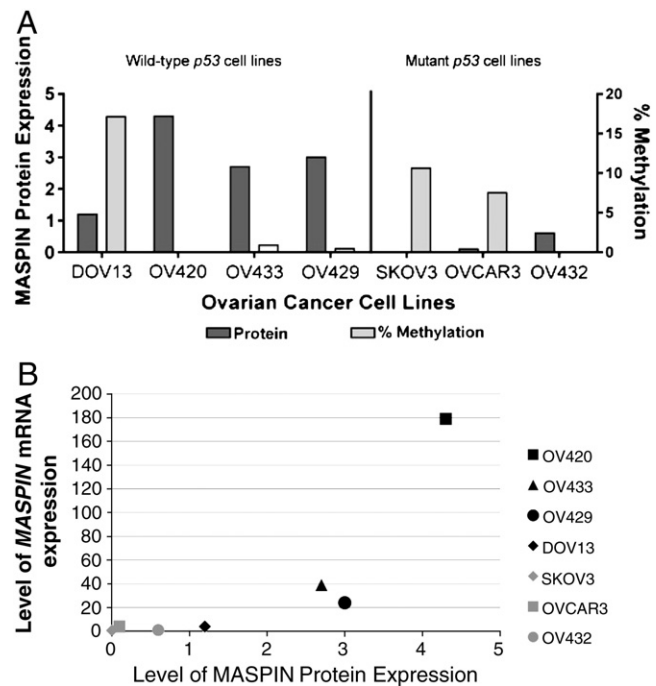 A
Wild-type p53 cell lines
Mutant p53 cell lines
MASPIN Protein Expression
5
4
3
2
1
0
20
15
10
5
0
% Methylation
DOV13 OV420 OV433 OV429 SKOV3 OVCAR3 OV432
Ovarian Cancer Cell Lines
Protein % Methylation
B
Level of MASPIN mRNA
expression
200
180
160
140
120
100
80
60
40
20
0
0 1 2 3 4 5
Level of MASPIN Protein Expression
OV420
OV433
OV429
DOV13
SKOV3
OVCAR3
OV432